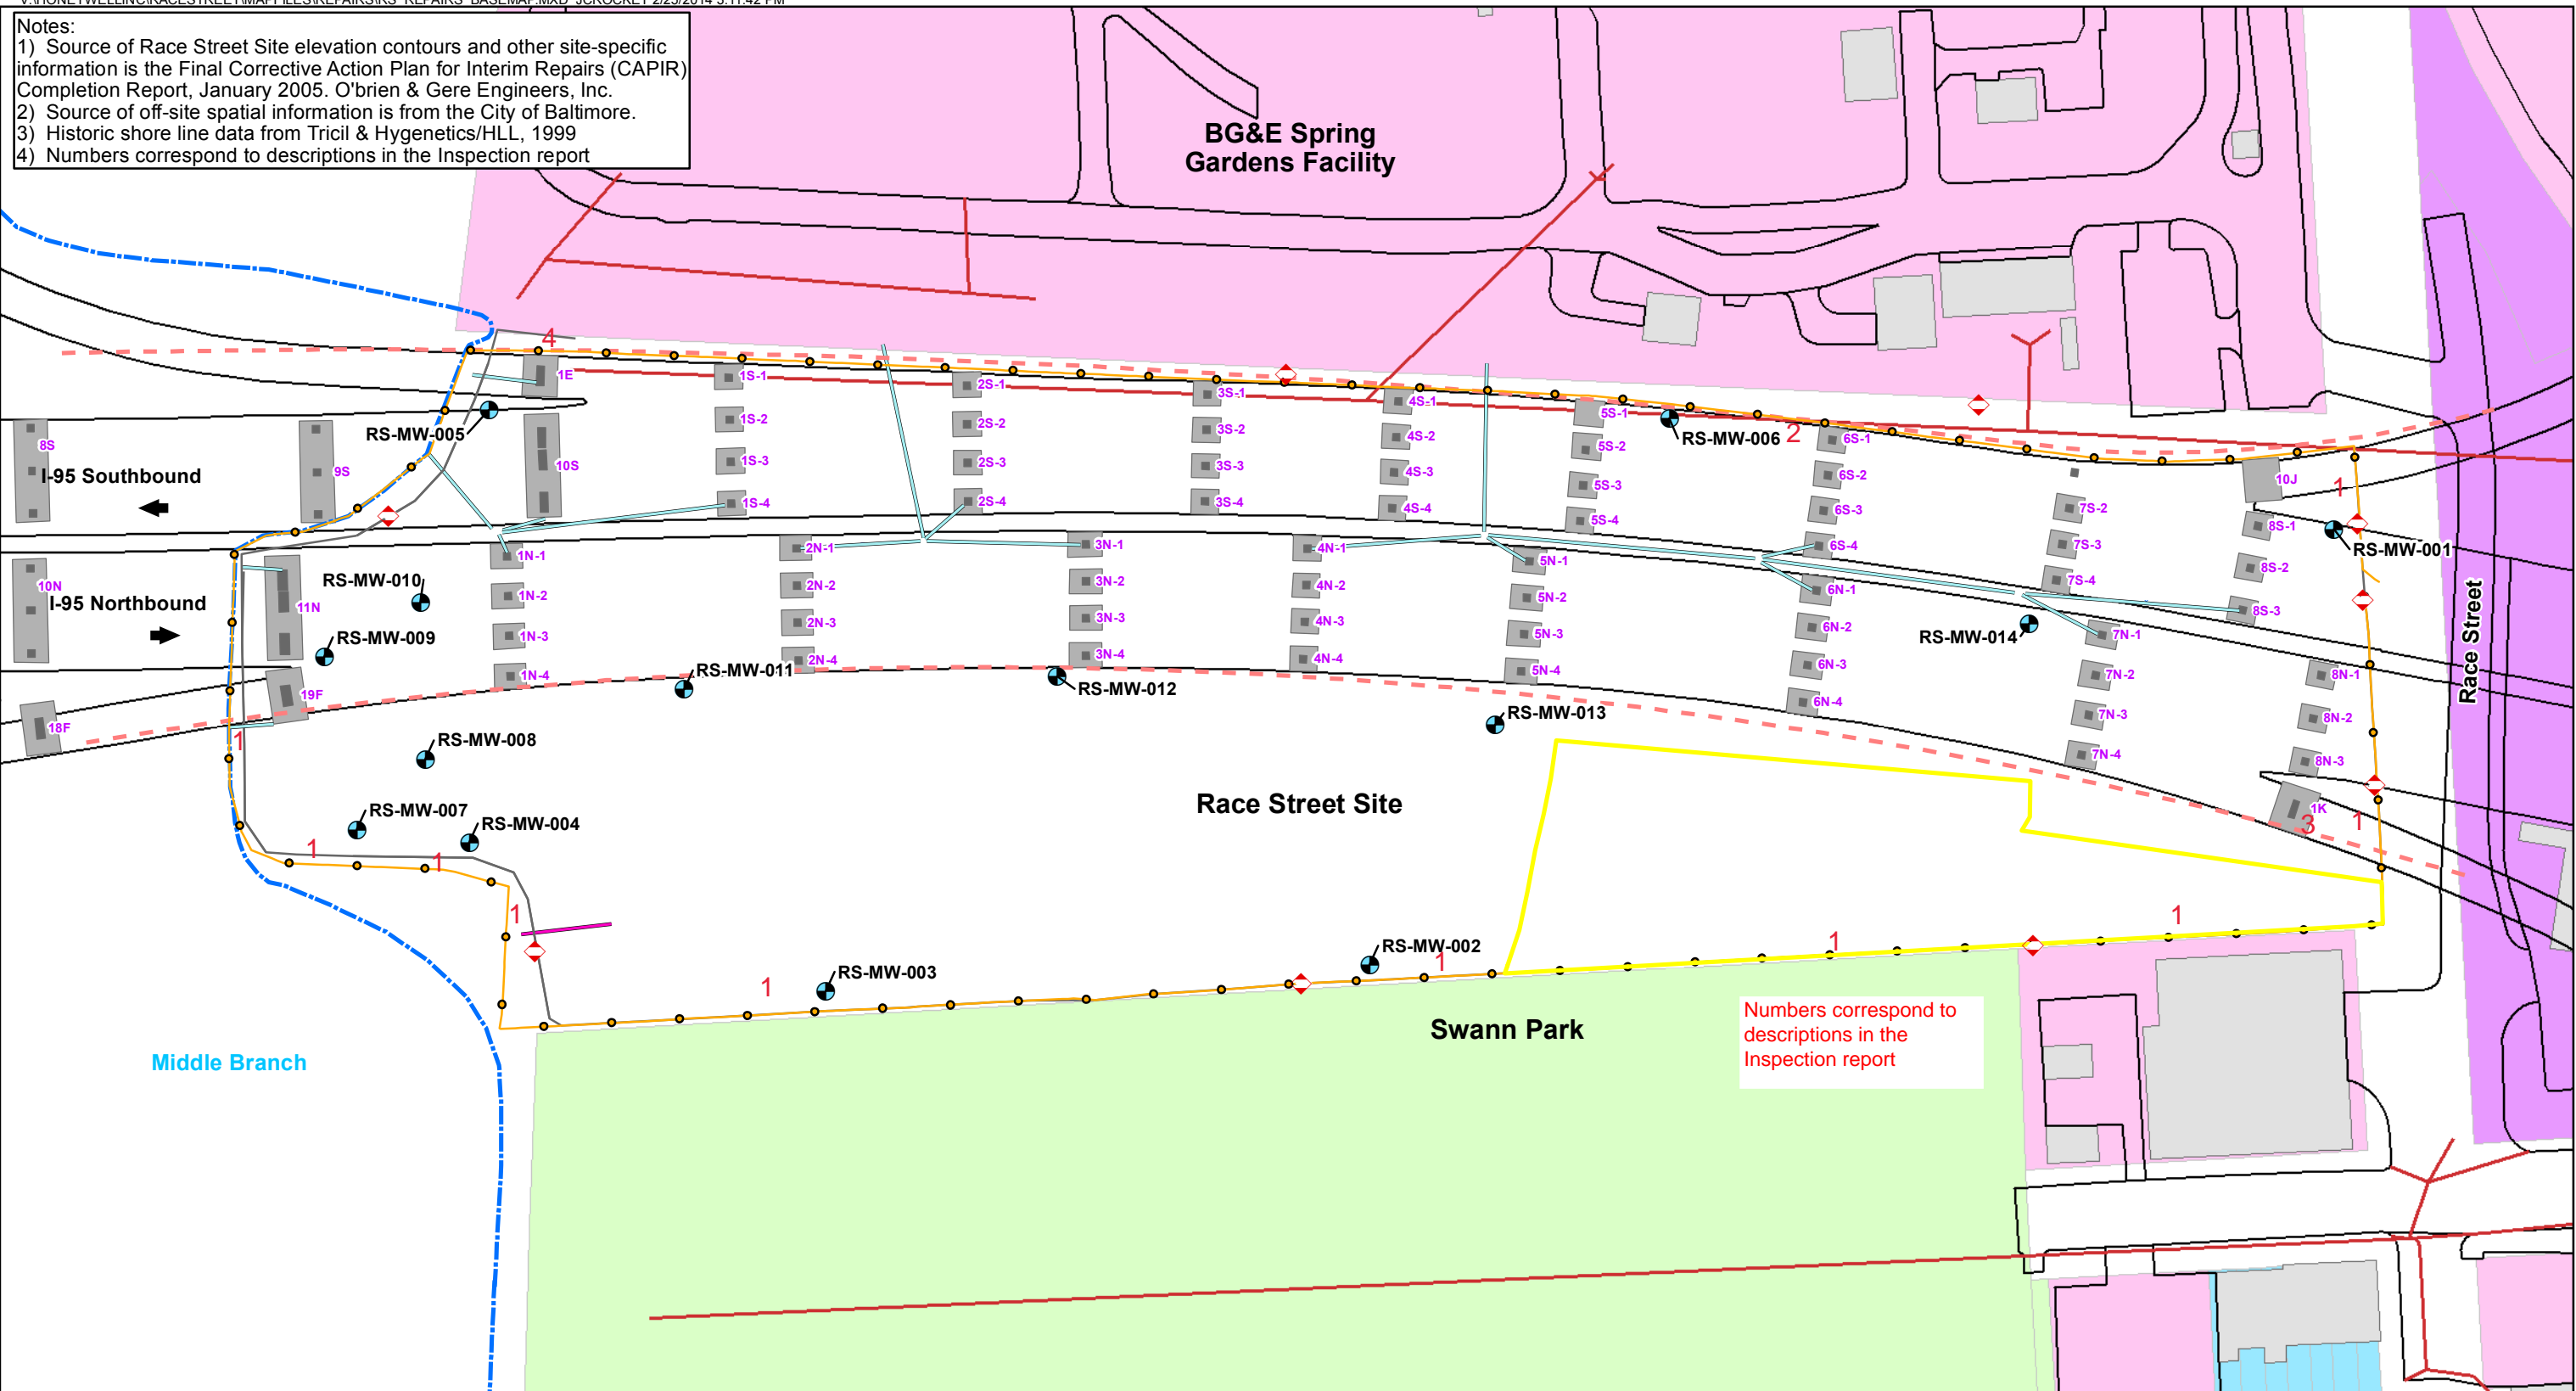 V:\HONEYWELLINC\RACESTREET\MAPFILES\REPAIRS\RS_REPAIRS_BASEMAP.MXD JCROCKET 2/25/2014 3:11:42 PM
Notes:
1) Source of Race Street Site elevation contours and other site-specific
information is the Final Corrective Action Plan for Interim Repairs (CAPIR)
Completion Report, January 2005. O'brien & Gere Engineers, Inc.
2) Source of off-site spatial information is from the City of Baltimore.
3) Historic shore line data from Tricil & Hygenetics/HLL, 1999
4) Numbers correspond to descriptions in the Inspection report
BG&E Spring
Gardens Facility
4
1E
1S-1
2S-1
3S-1
4S-1
5S-1
RS-MW-005
RS-MW-006
2
6S-1
8S
9S
10S
1S-2
2S-2
3S-2
4S-2
5S-2
6S-2
10J
1
I-95 Southbound
1S-3
2S-3
3S-3
4S-3
5S-3
6S-3
7S-2
8S-1
1S-4
2S-4
3S-4
4S-4
5S-4
6S-4
7S-3
RS-MW-001
7S-4
8S-2
8S-3
10N
I-95 Northbound
11N
RS-MW-010
RS-MW-009
1N-1
2N-1
3N-1
4N-1
5N-1
6N-1
1N-2
2N-2
3N-2
4N-2
5N-2
6N-2
RS-MW-014
7N-1
1N-3
2N-3
3N-3
4N-3
5N-3
6N-3
7N-2
8N-1
1N-4
2N-4
3N-4
4N-4
5N-4
6N-4
7N-3
8N-2
7N-4
8N-3
Race Street
18F
19F
RS-MW-011
RS-MW-012
RS-MW-013
1
RS-MW-008
RS-MW-007
RS-MW-004
Race Street Site
1K
3
1
1
1
1
RS-MW-003
1
RS-MW-002
1
1
1
Swann Park
Numbers correspond to
descriptions in the
Inspection report
Middle Branch